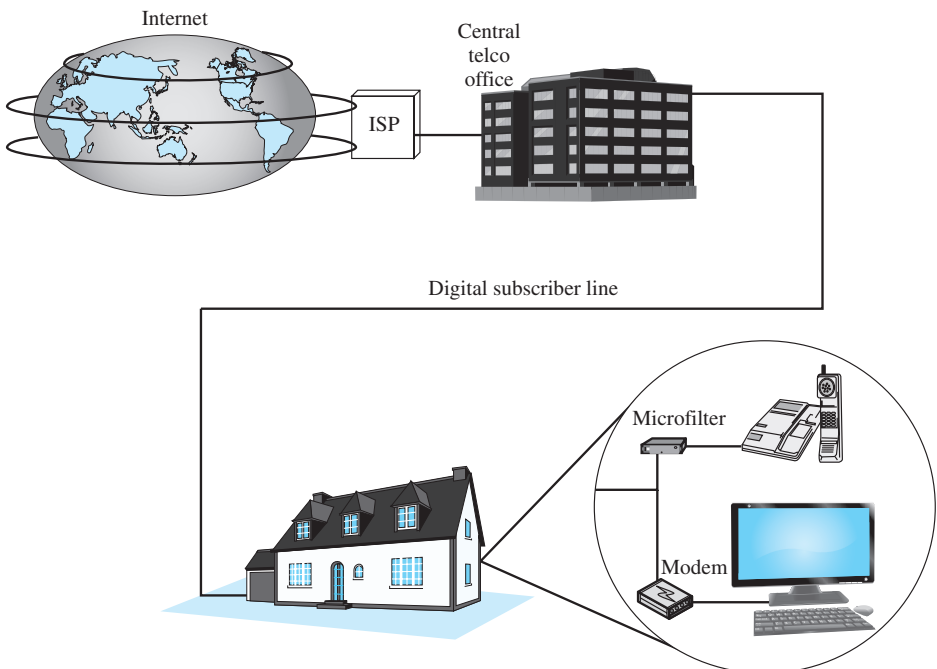 Internet
Central
telco
office
ISP
Digital subscriber line
Microfilter
Modem